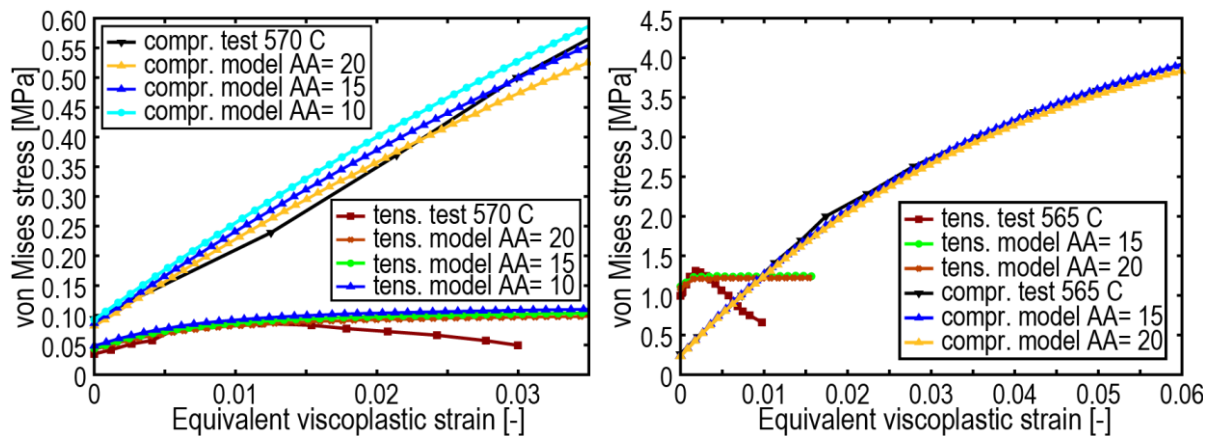 0.60
0.55
0.50
0.45
0.40
0.35
0.30
0.25
0.20
0.15
0.10
0.05
0
von Mises stress [MPa]
compr. test 570 C
compr. model AA= 20
compr. model AA= 15
compr. model AA= 10
tens. test 570 C
tens. model AA= 20
tens. model AA= 15
tens. model AA= 10
0 0.01 0.02 0.03
Equivalent viscoplastic strain [-]
4.5
4.0
3.5
3.0
2.5
2.0
1.5
1.0
0.5
0
von Mises stress [MPa]
tens. test 565 C
tens. model AA= 15
tens. model AA= 20
compr. test 565 C
compr. model AA= 15
compr. model AA= 20
0 0.01 0.02 0.03 0.04 0.05 0.06
Equivalent viscoplastic strain [-]